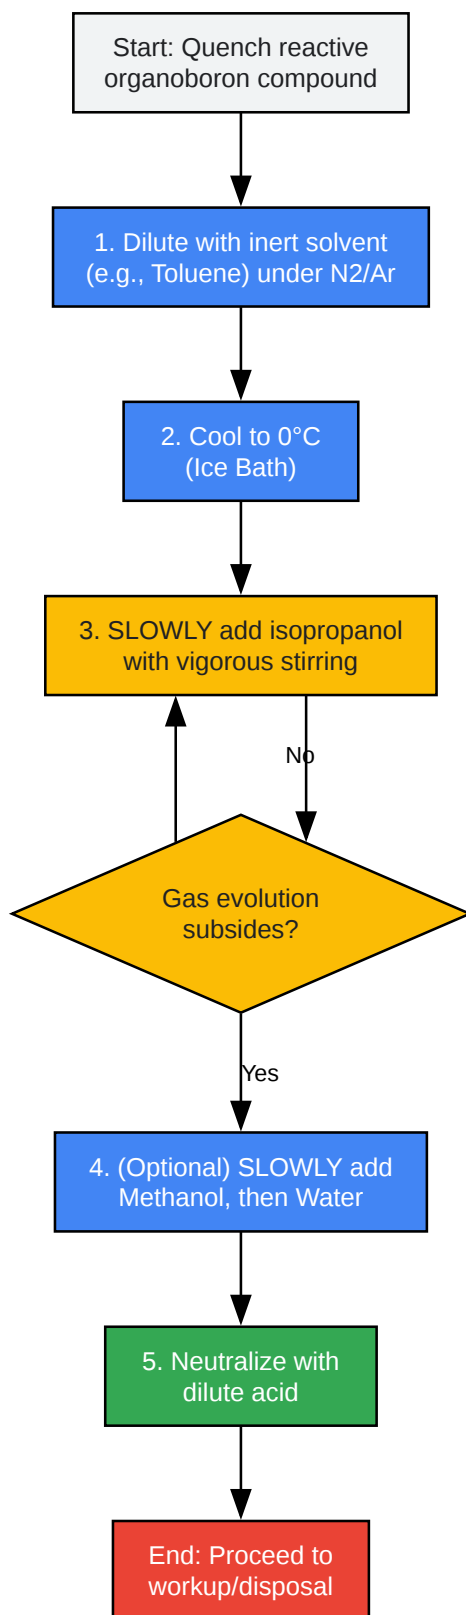 Start: Quench reactive
organoboron compound
1. Dilute with inert solvent
(e.g., Toluene) under N2/Ar
2. Cool to 0°C
(Ice Bath)
3. SLOWLY add isopropanol
with vigorous stirring
No
Gas evolution
subsides?
Yes
4. (Optional) SLOWLY add
Methanol, then Water
5. Neutralize with
dilute acid
End: Proceed to
workup/disposal